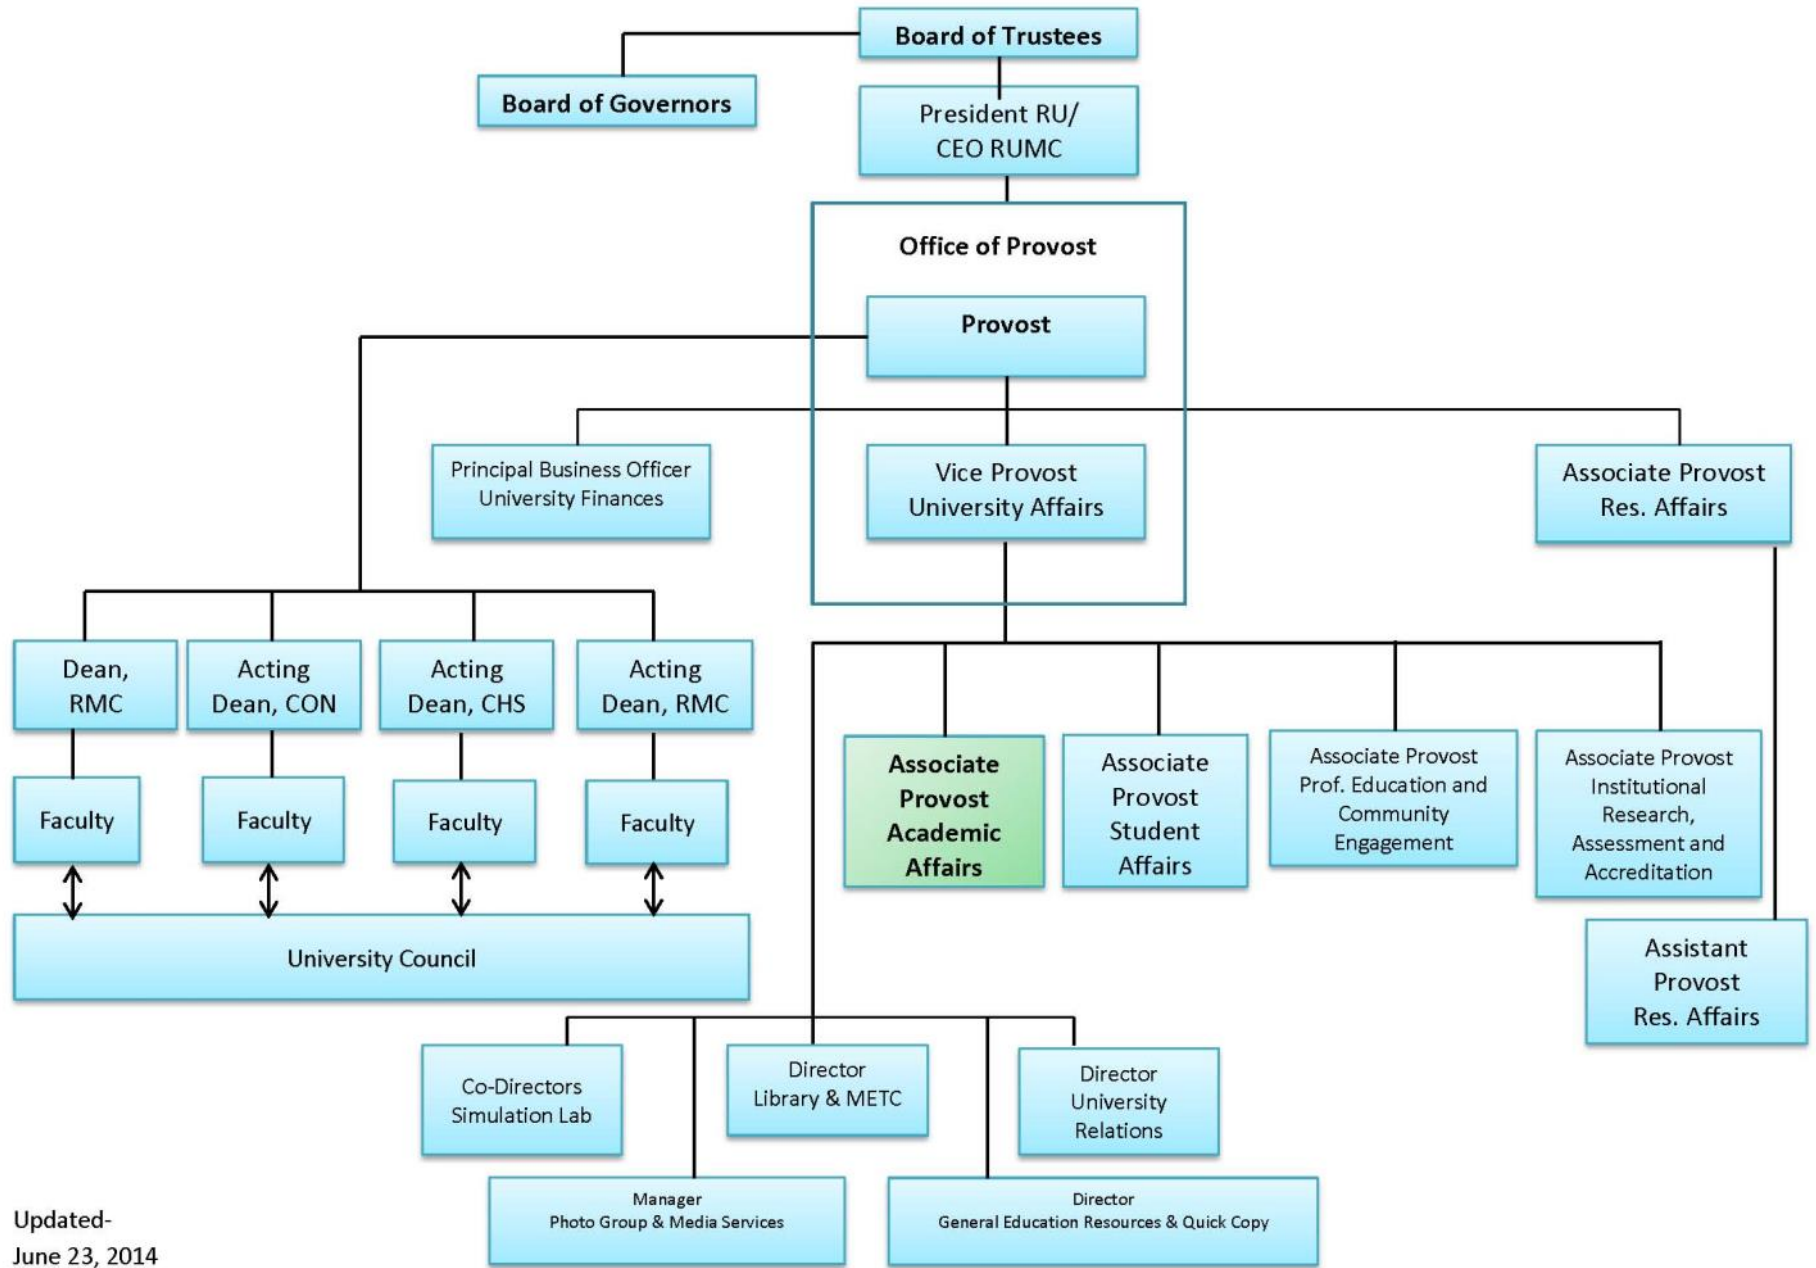 Board of Trustees
Board of Governors
President RU/
CEO RUMC
Office of Provost
Provost
Principal Business Officer
University Finances
Vice Provost
University Affairs
Associate Provost
Res. Affairs
Dean,
RMC
Acting
Dean, CON
Acting
Dean, CHS
Acting
Dean, RMC
Faculty
Faculty
Faculty
Faculty
University Council
Associate
Provost
Academic
Affairs
Associate
Provost
Student
Affairs
Associate Provost
Prof. Education and
Community
Engagement
Associate Provost
Institutional
Research,
Assessment and
Accreditation
Assistant
Provost
Res. Affairs
Co-Directors
Simulation Lab
Director
Library & METC
Director
University
Relations
Manager
Photo Group & Media Services
Director
General Education Resources & Quick Copy
Updated-
June 23, 2014